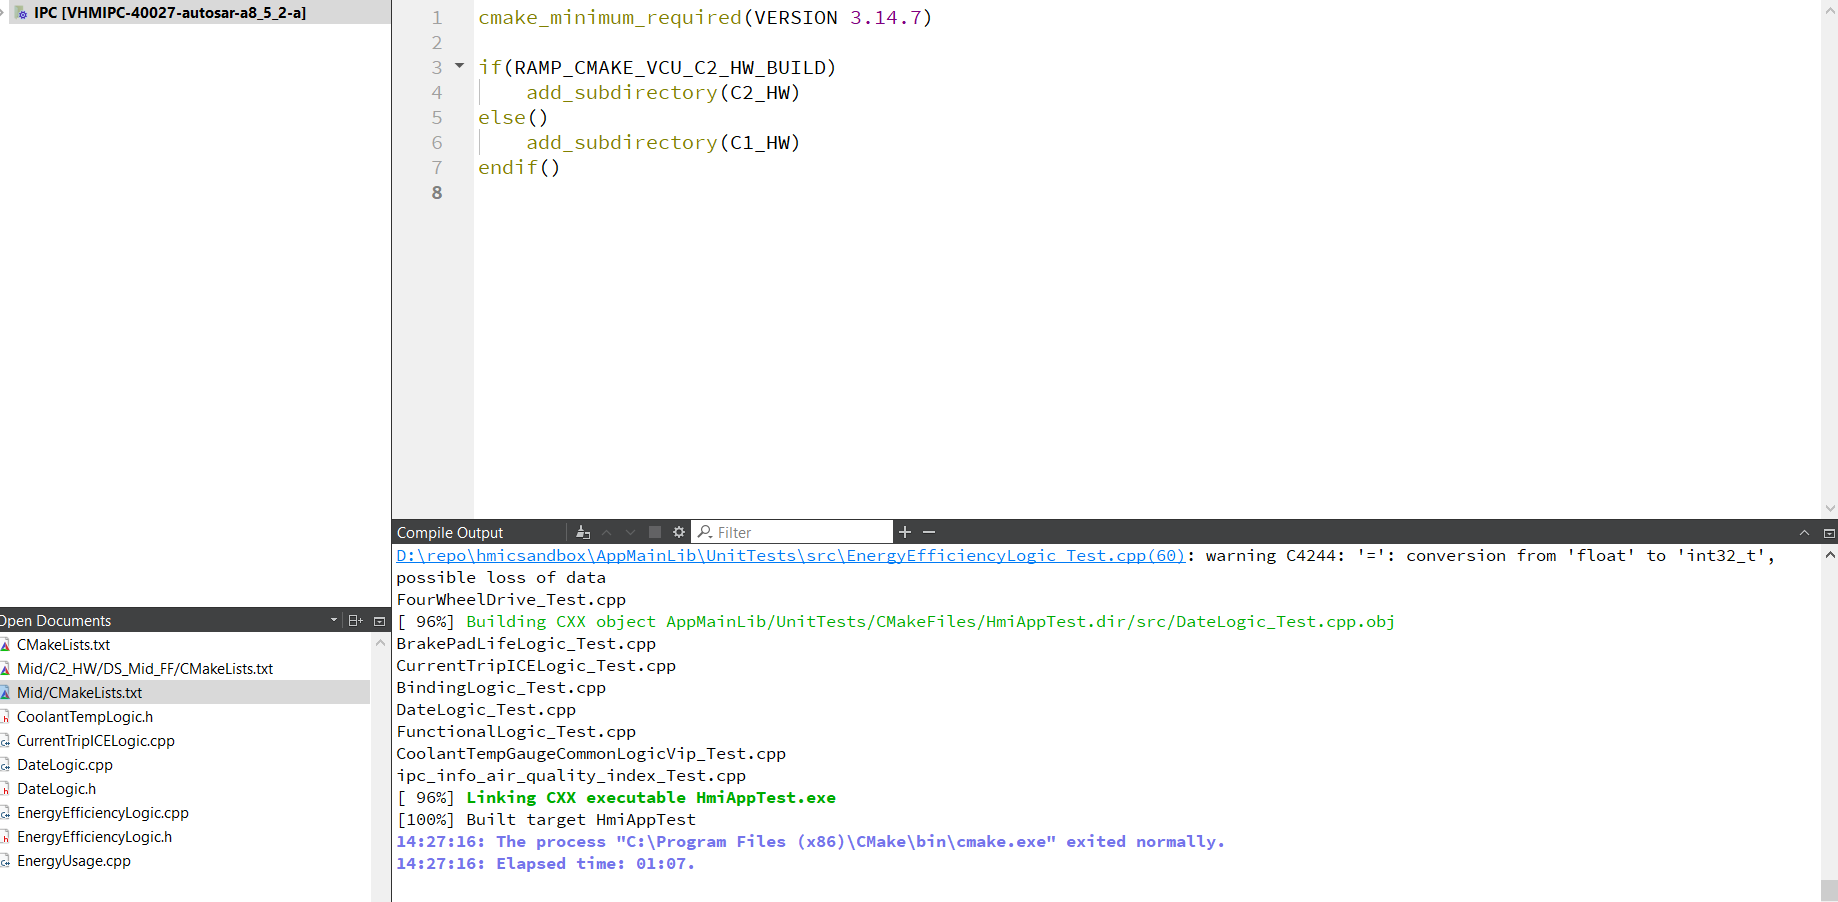 IPC [VHMIPC-40027-autosar-a8_5_2-a]
1 cmake_minimum_required(VERSION 3.14.7)
2
3 if(RAMP_CMAKE_VCU_C2_HW_BUILD)
4 add_subdirectory(C2_HW)
5 else()
6 add_subdirectory(C1_HW)
7 endif()
8
Open Documents
CMakeLists.txt
Mid/C2_HW/DS_Mid_FF/CMakeLists.txt
Mid/CMakeLists.txt
CoolantTempLogic.h
CurrentTripICELogic.cpp
DateLogic.cpp
DateLogic.h
EnergyEfficiencyLogic.cpp
EnergyEfficiencyLogic.h
EnergyUsage.cpp
Compile Output
Filter
D:\repo\hmicsandbox\AppMainLib\UnitTests\src\EnergyEfficiencyLogic_Test.cpp(60): warning C4244: '=': conversion from 'float' to 'int32_t',
possible loss of data
FourWheelDrive_Test.cpp
[ 96%] Building CXX object AppMainLib/UnitTests/CMakeFiles/HmiAppTest.dir/src/DateLogic_Test.cpp.obj
BrakePadLifeLogic_Test.cpp
CurrentTripICELogic_Test.cpp
BindingLogic_Test.cpp
DateLogic_Test.cpp
FunctionalLogic_Test.cpp
CoolantTempGaugeCommonLogicVip_Test.cpp
ipc_info_air_quality_index_Test.cpp
[ 96%] Linking CXX executable HmiAppTest.exe
[100%] Built target HmiAppTest
14:27:16: The process "C:\Program Files (x86)\CMake\bin\cmake.exe" exited normally.
14:27:16: Elapsed time: 01:07.